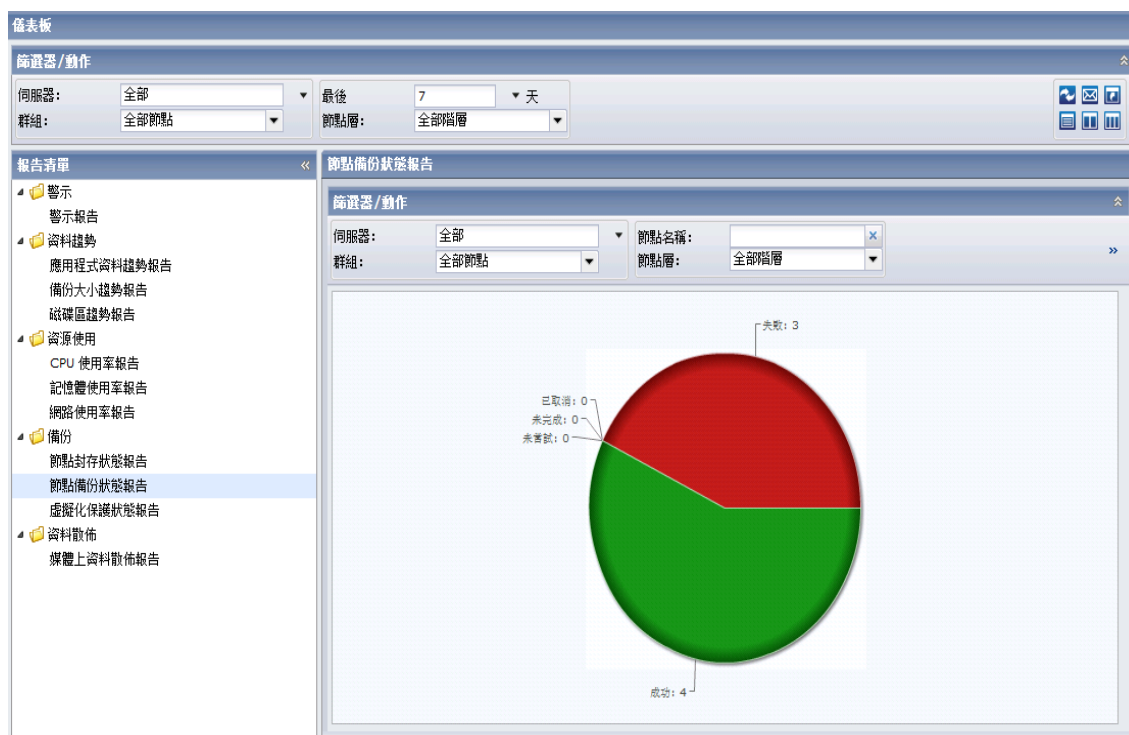 儀表板
篩選器/動作
伺服器: 全部 最後 7 天
群組: 全部節點 節點層: 全部階層
報告清單
警示
警示報告
資料趨勢
應用程式資料趨勢報告
備份大小趨勢報告
磁碟區趨勢報告
資源使用
CPU 使用率報告
記憶體使用率報告
網路使用率報告
備份
節點封存狀態報告
節點備份狀態報告
虛擬化保護狀態報告
資料散佈
媒體上資料散佈報告
節點備份狀態報告
篩選器/動作
伺服器: 全部 節點名稱:
群組: 全部節點 節點層: 全部階層
失敗: 3
已取消: 0
未完成: 0
未嘗試: 0
成功: 4